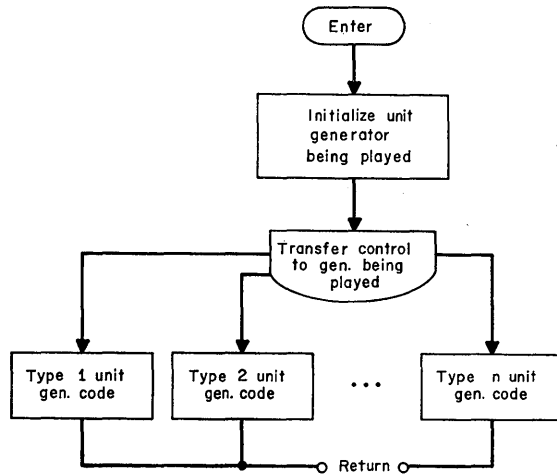 Enter
Initialize unit
generator
being played
Transfer control
to gen. being
played
Type 1 unit
gen. code
Type 2 unit
gen. code
...
Type n unit
gen. code
Return